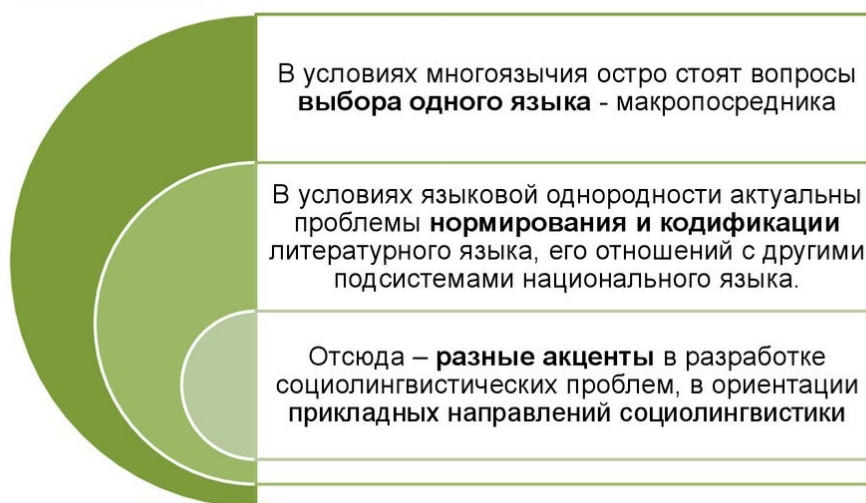 В условиях многоязычия остро стоят вопросы
выбора одного языка - макропосредника
В условиях языковой однородности актуальны
проблемы нормирования и кодификации
литературного языка, его отношений с другими
подсистемами национального языка.
Отсюда – разные акценты в разработке
социолингвистических проблем, в ориентации
прикладных направлений социолингвистики